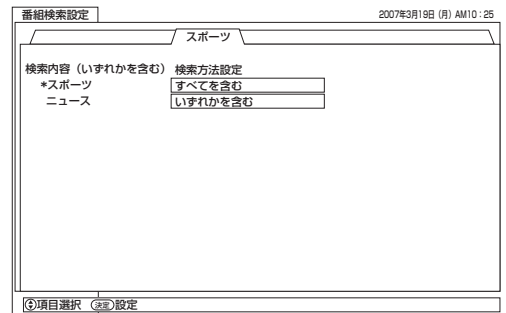 番組検索設定 2007年3月19日 (月) AM10:25
スポーツ
検索内容（いずれかを含む） 検索方法設定
*スポーツ すべてを含む
ニュース いずれかを含む
項目選択 決定 設定